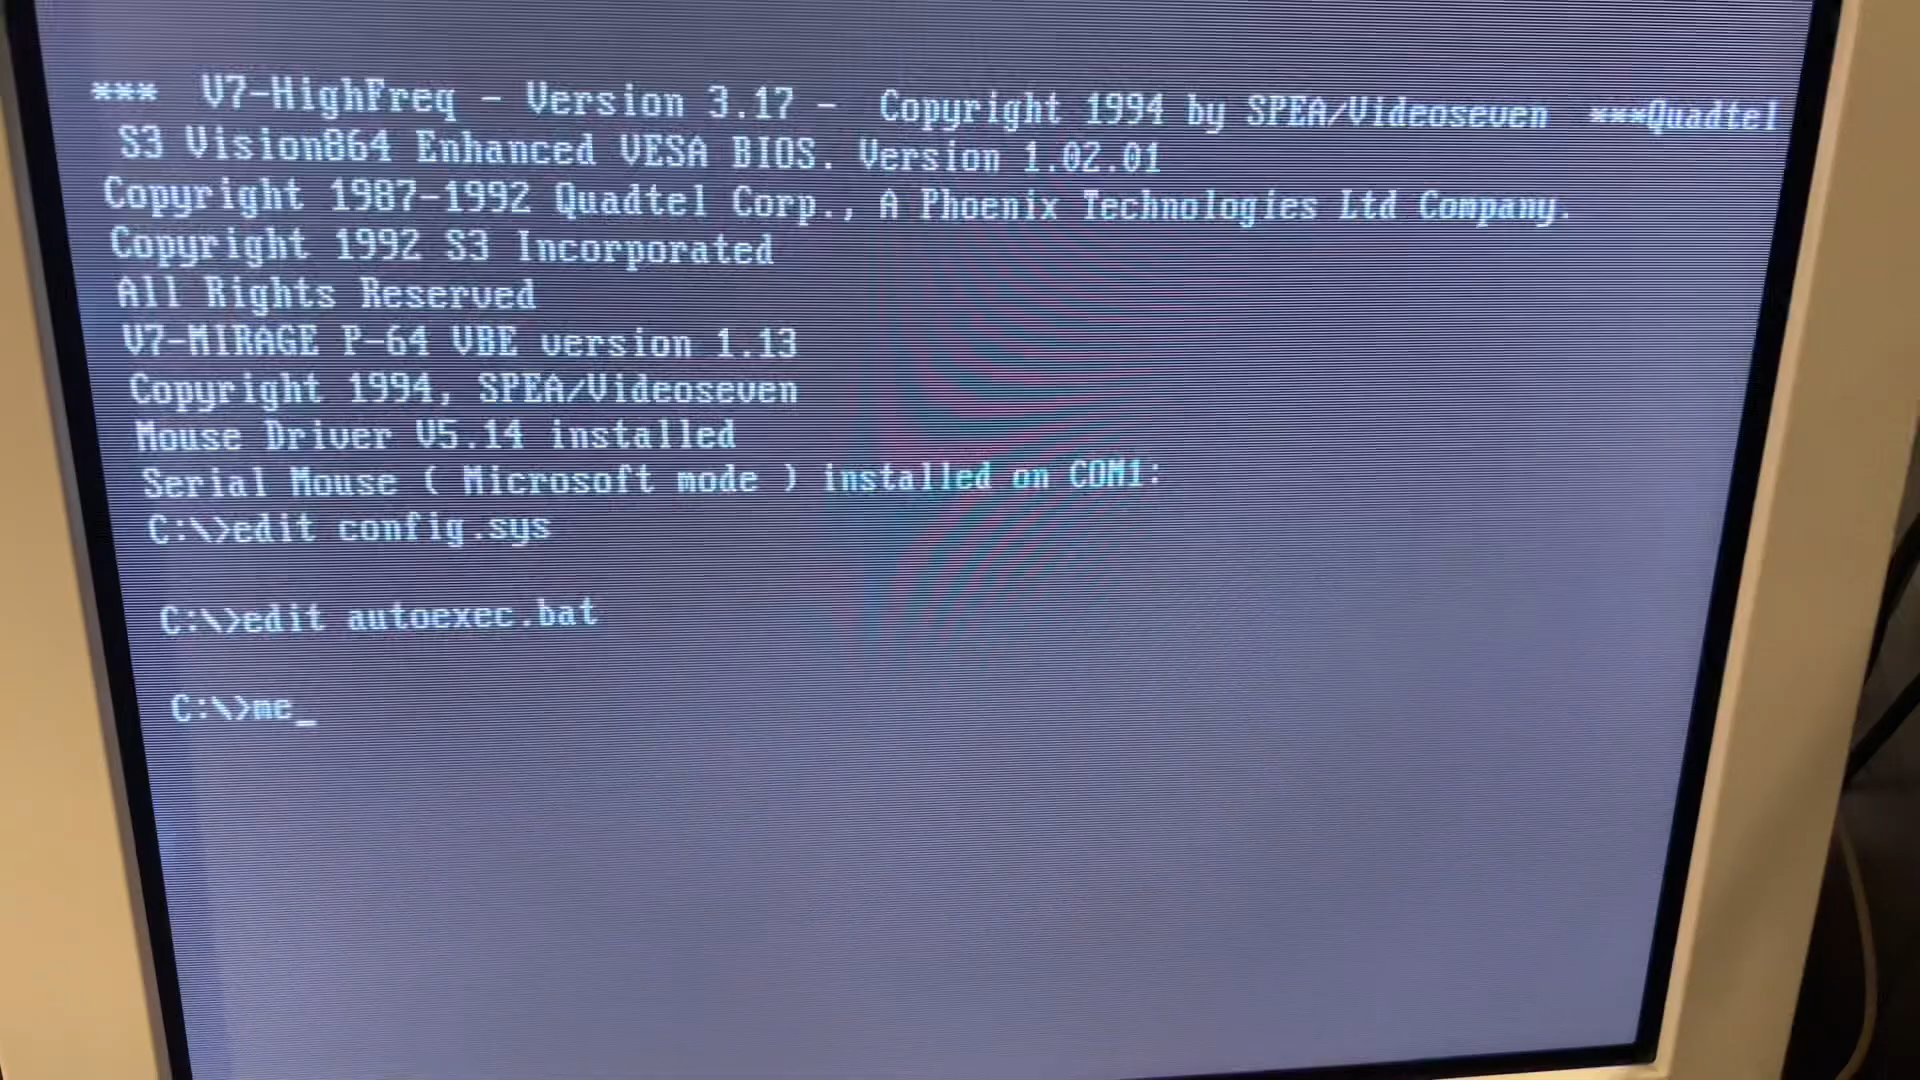 *** V7-HighFreq - Version 3.17 - Copyright 1994 by SPEA/Videoseven ***Quadtel
S3 Vision864 Enhanced VESA BIOS. Version 1.02.01
Copyright 1987-1992 Quadtel Corp., A Phoenix Technologies Ltd Company.
Copyright 1992 S3 Incorporated
All Rights Reserved
V7-MIRAGE P-64 VBE version 1.13
Copyright 1994, SPEA/Videoseven
Mouse Driver V5.14 installed
Serial Mouse ( Microsoft mode ) installed on COM1:
C:\>edit config.sys
C:\>edit autoexec.bat
C:\>me_